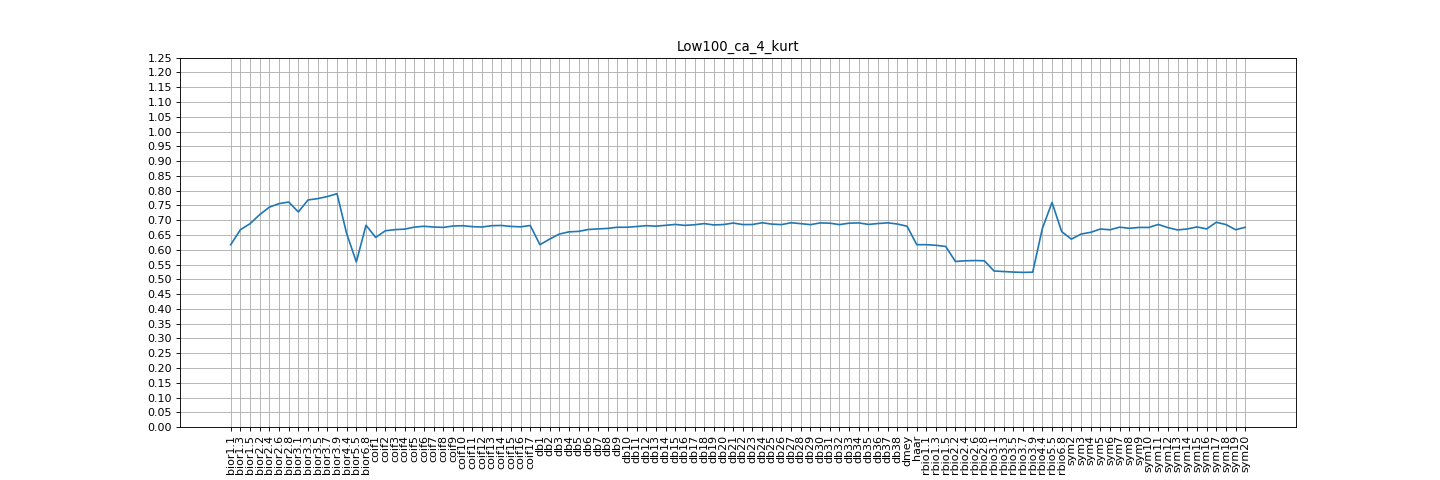 Low100_ca_4_kurt
1.25
1.20
1.15
1.10
1.05
1.00
0.95
0.90
0.85
0.80
0.75
0.70
0.65
0.60
0.55
0.50
0.45
0.40
0.35
0.30
0.25
0.20
0.15
0.10
0.05
0.00
bior1.1
bior1.3
bior1.5
bior2.2
bior2.4
bior2.6
bior2.8
bior3.1
bior3.3
bior3.5
bior3.7
bior3.9
bior4.4
bior5.5
bior6.8
coif1
coif2
coif3
coif4
coif5
coif6
coif7
coif8
coif9
coif10
coif11
coif12
coif13
coif14
coif15
coif16
coif17
db1
db2
db3
db4
db5
db6
db7
db8
db9
db10
db11
db12
db13
db14
db15
db16
db17
db18
db19
db20
db21
db22
db23
db24
db25
db26
db27
db28
db29
db30
db31
db32
db33
db34
db35
db36
db37
db38
dmey
haar
rbio1.1
rbio1.3
rbio1.5
rbio2.2
rbio2.4
rbio2.6
rbio2.8
rbio3.1
rbio3.3
rbio3.5
rbio3.7
rbio3.9
rbio4.4
rbio5.5
rbio6.8
sym2
sym3
sym4
sym5
sym6
sym7
sym8
sym9
sym10
sym11
sym12
sym13
sym14
sym15
sym16
sym17
sym18
sym19
sym20